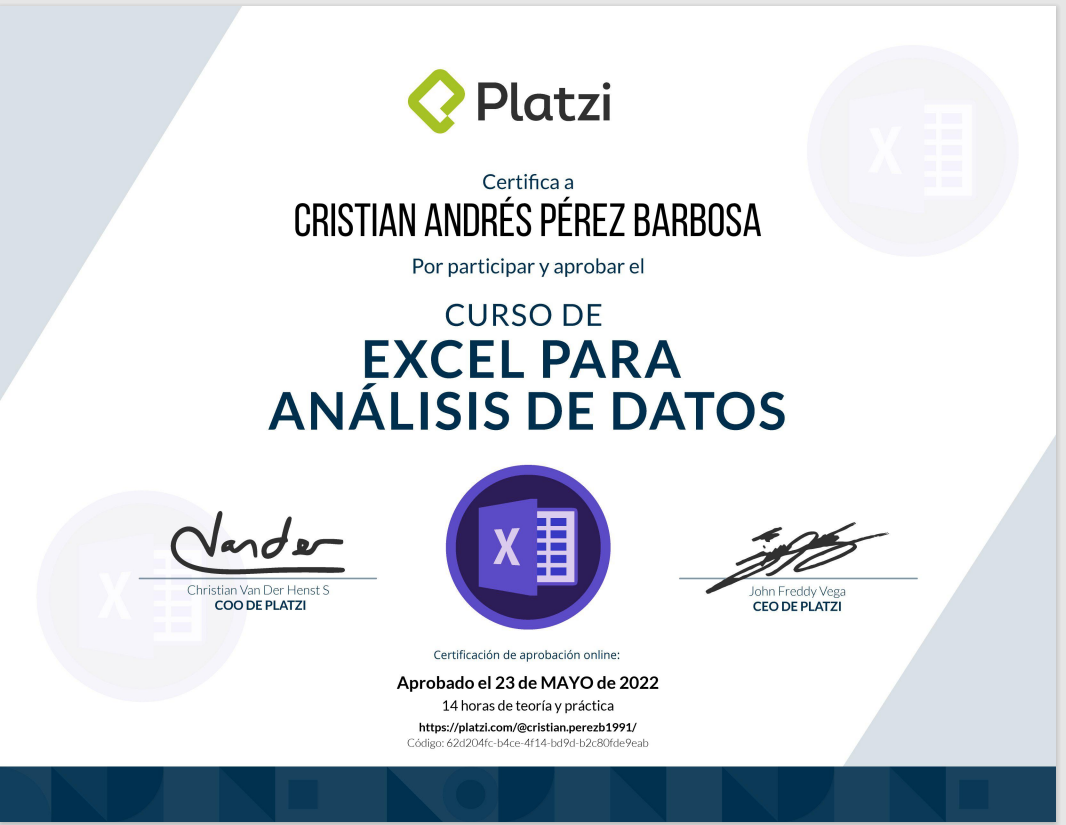 Platzi
Certifica a
CRISTIAN ANDRÉS PÉREZ BARBOSA
Por participar y aprobar el
CURSO DE
EXCEL PARA
ANÁLISIS DE DATOS
Vander
Christian Van Der Henst S
COO DE PLATZI
X
John Freddy Vega
CEO DE PLATZI
Certificación de aprobación online:
Aprobado el 23 de MAYO de 2022
14 horas de teoría y práctica
https://platzi.com/@cristian.perezb1991/
Código: 62d204fc-b4ce-4f14-bd9d-b2c80fde9eab